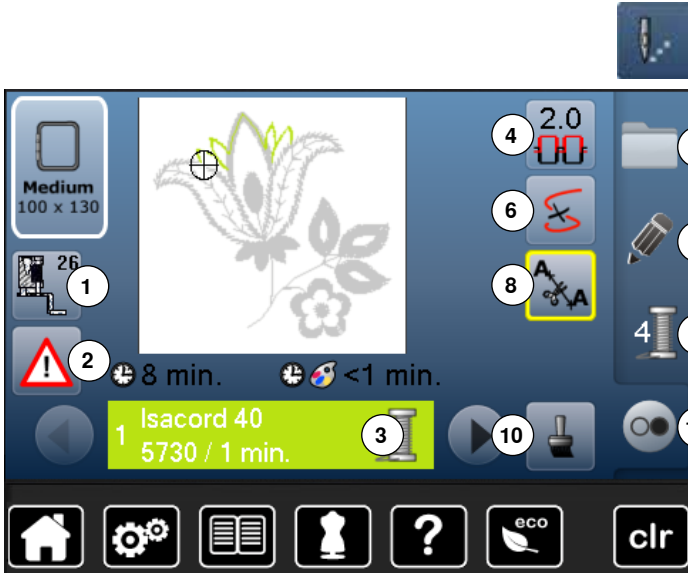 2.0
4
Medium
100 x 130
6
26
1
A
A
8
4
2
8 min.
<1 min.
1
Isacord 40
5730 / 1 min.
3
10
eco
?
clr